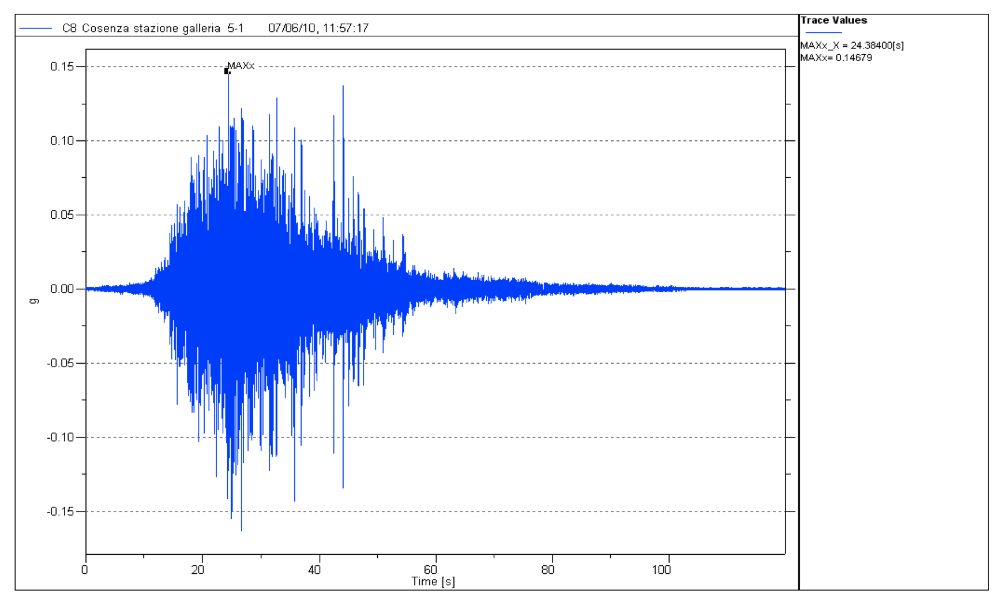 C8 Cosenza stazione galleria 5-1 07/06/10, 11:57:17
Trace Values
MAXx_X = 24.38400[s]
MAXx= 0.14679
MAXx
0.15
0.10
0.05
0.00
-0.05
-0.10
-0.15
g
0 20 40 60 80 100
Time [s]